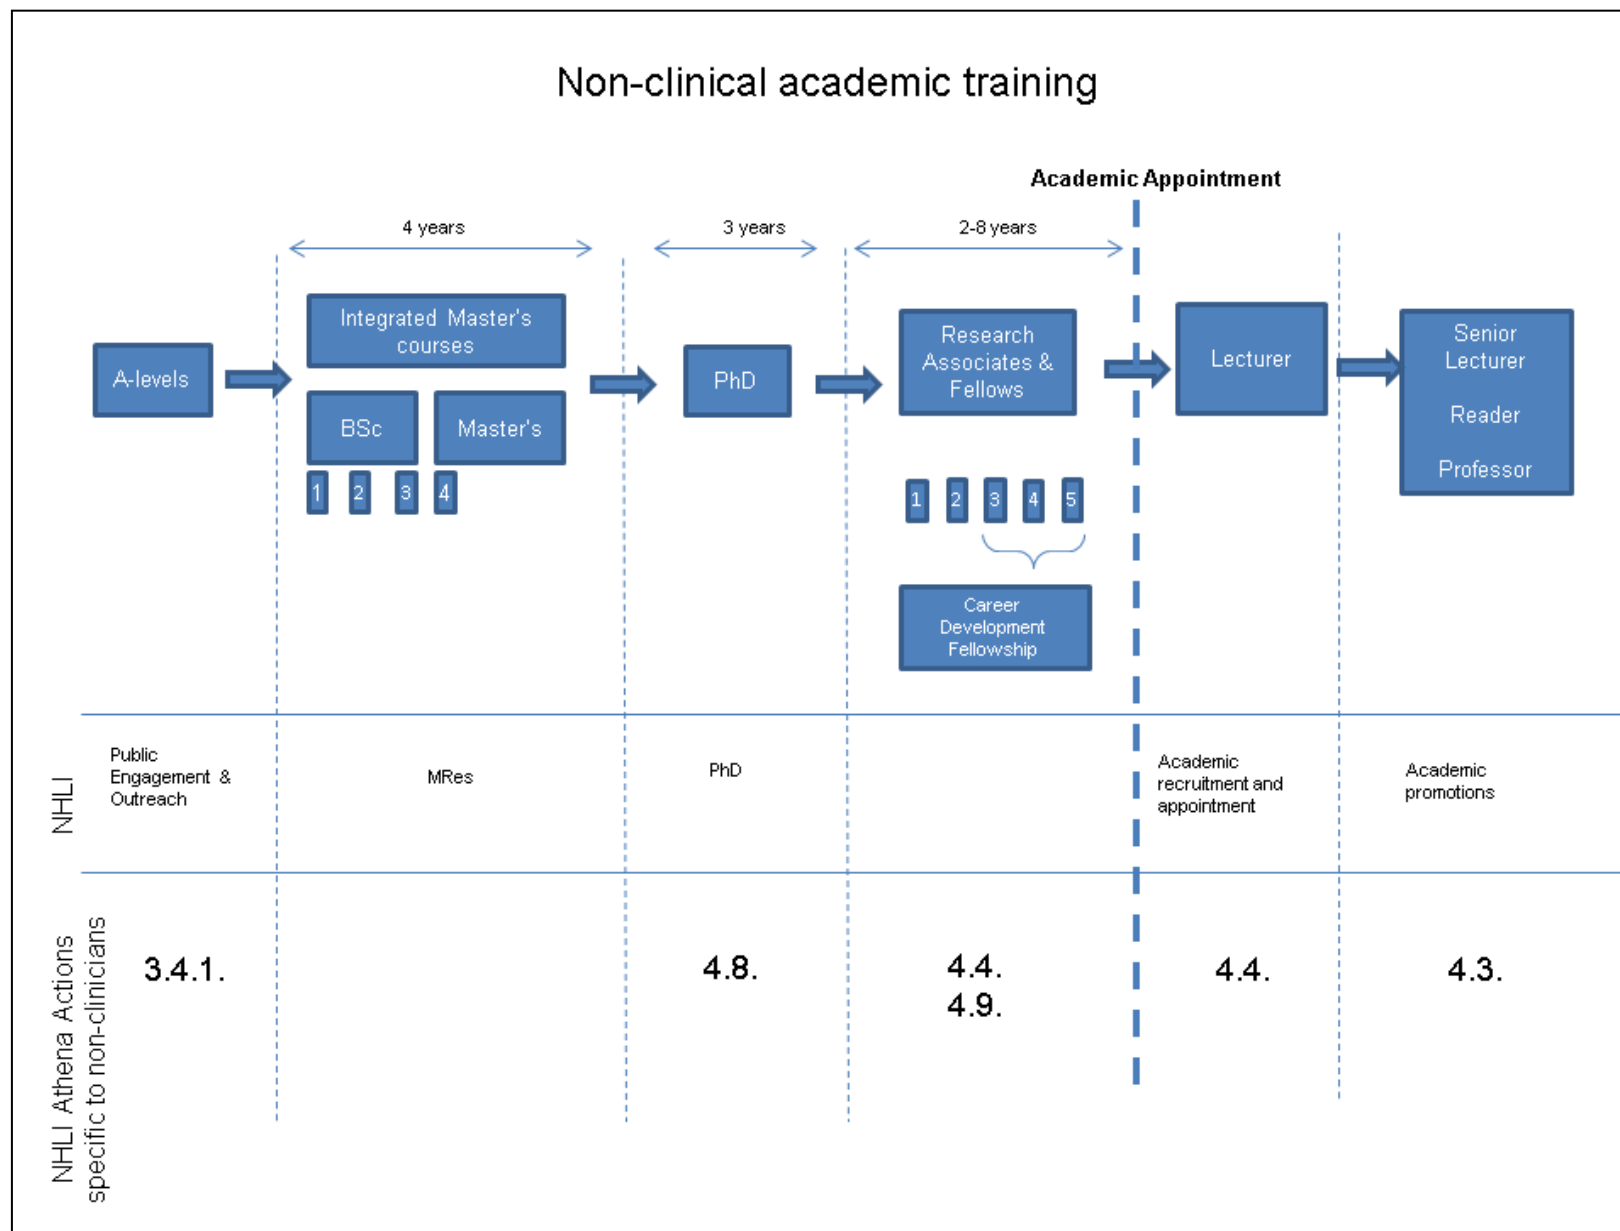 Non-clinical academic training
Academic Appointment
4 years
3 years
2-8 years
A-levels
Integrated Master's
courses
BSc
Master's
1
2
3
4
PhD
Research
Associates &
Fellows
1
2
3
4
5
Career
Development
Fellowship
Lecturer
Senior
Lecturer
Reader
Professor
NHLI
Public
Engagement &
Outreach
MRes
PhD
Academic
recruitment and
appointment
Academic
promotions
NHLI Athena Actions
specific to non-clinicians
3.4.1.
4.8.
4.4.
4.9.
4.4.
4.3.